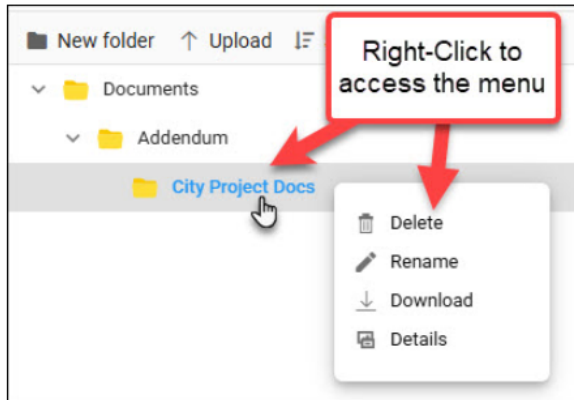 New folder Upload
Right-Click to
access the menu
Documents
Addendum
City Project Docs
Delete
Rename
Download
Details